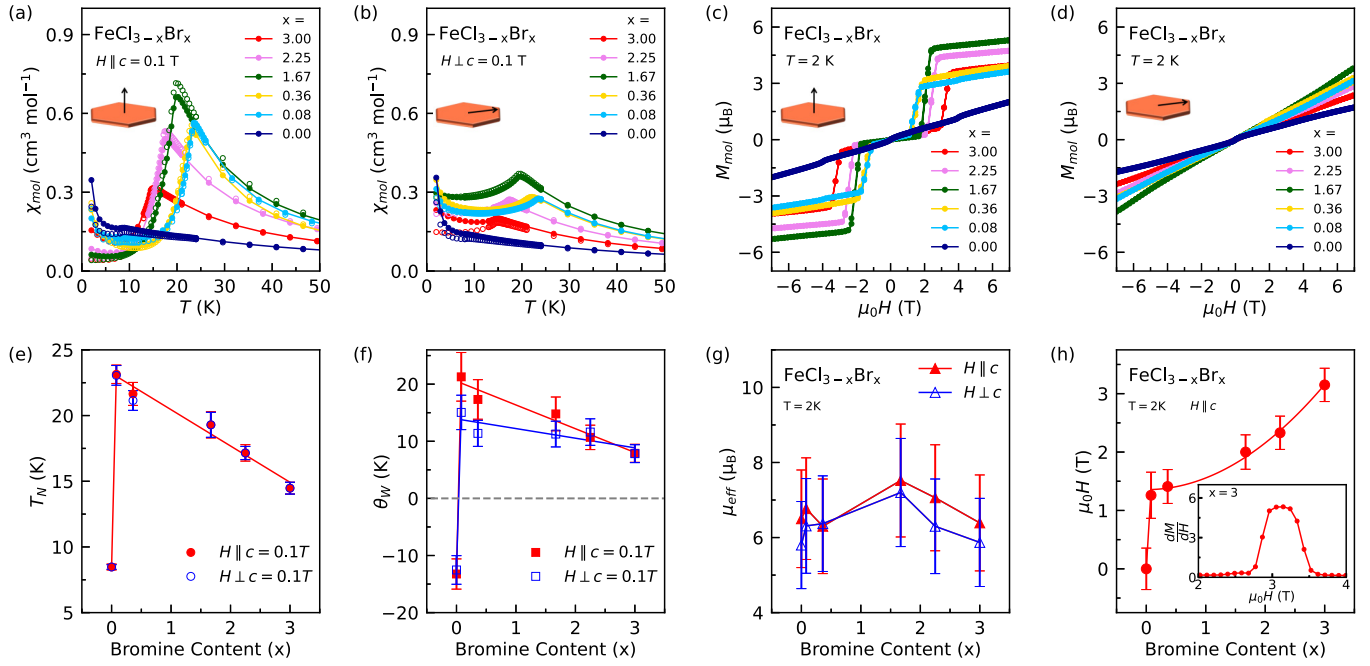 (a)
FeCl₃₋ₓBrₓ
x =
H ∥ c = 0.1 T
3.00
2.25
1.67
0.36
0.08
0.00
χmol (cm³ mol⁻¹)
0.9
0.6
0.3
0.0
0 10 20 30 40 50
T (K)
(b)
FeCl₃₋ₓBrₓ
x =
H ⊥ c = 0.1 T
3.00
2.25
1.67
0.36
0.08
0.00
χmol (cm³ mol⁻¹)
0.9
0.6
0.3
0.0
0 10 20 30 40 50
T (K)
(c)
FeCl₃₋ₓBrₓ
T = 2 K
x =
3.00
2.25
1.67
0.36
0.08
0.00
Mmol (μB)
6
3
0
−3
−6
−6 −4 −2 0 2 4 6
μ₀H (T)
(d)
FeCl₃₋ₓBrₓ
T = 2 K
x =
3.00
2.25
1.67
0.36
0.08
0.00
Mmol (μB)
6
3
0
−3
−6
−6 −4 −2 0 2 4 6
μ₀H (T)
(e)
FeCl₃₋ₓBrₓ
H ∥ c = 0.1T
H ⊥ c = 0.1T
TN (K)
25
20
15
10
5
0 1 2 3
Bromine Content (x)
(f)
FeCl₃₋ₓBrₓ
H ∥ c = 0.1T
H ⊥ c = 0.1T
θW (K)
20
10
0
−10
−20
0 1 2 3
Bromine Content (x)
(g)
FeCl₃₋ₓBrₓ
T = 2K
H ∥ c
H ⊥ c
μeff (μB)
10
8
6
4
0 1 2 3
Bromine Content (x)
(h)
FeCl₃₋ₓBrₓ
T = 2K H ∥ c
μ₀H (T)
3
2
1
0
0 1 2 3
Bromine Content (x)
x = 3
dM/dH
6
3
0
2 3 4
μ₀H (T)